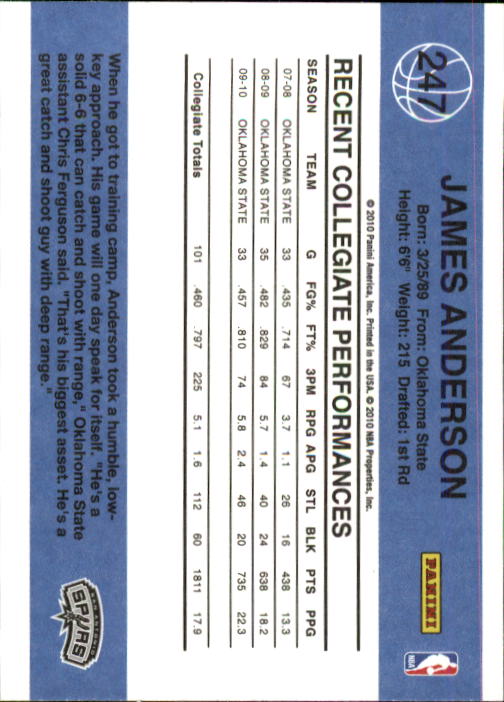 247
JAMES ANDERSON
Born: 3/25/89 From: Oklahoma State
Height: 6'6" Weight: 215 Drafted: 1st Rd
PANINI
NBA
© 2010 Panini America, Inc. Printed in the USA. © 2010 NBA Properties, Inc.
RECENT COLLEGIATE PERFORMANCES
SEASON TEAM G FG% FT% 3PM RPG APG STL BLK PTS PPG
07-08 OKLAHOMA STATE 33 .435 .714 67 3.7 1.1 26 16 438 13.3
08-09 OKLAHOMA STATE 35 .482 .829 84 5.7 1.4 40 24 638 18.2
09-10 OKLAHOMA STATE 33 .457 .810 74 5.8 2.4 46 20 735 22.3
Collegiate Totals 101 .460 .797 225 5.1 1.6 112 60 1811 17.9
When he got to training camp, Anderson took a humble, low-
key approach. His game will one day speak for itself. "He's a
solid 6-6 that can catch and shoot with range," Oklahoma State
assistant Chris Ferguson said. "That's his biggest asset. He's a
great catch and shoot guy with deep range."
SAN ANTONIO
SPURS